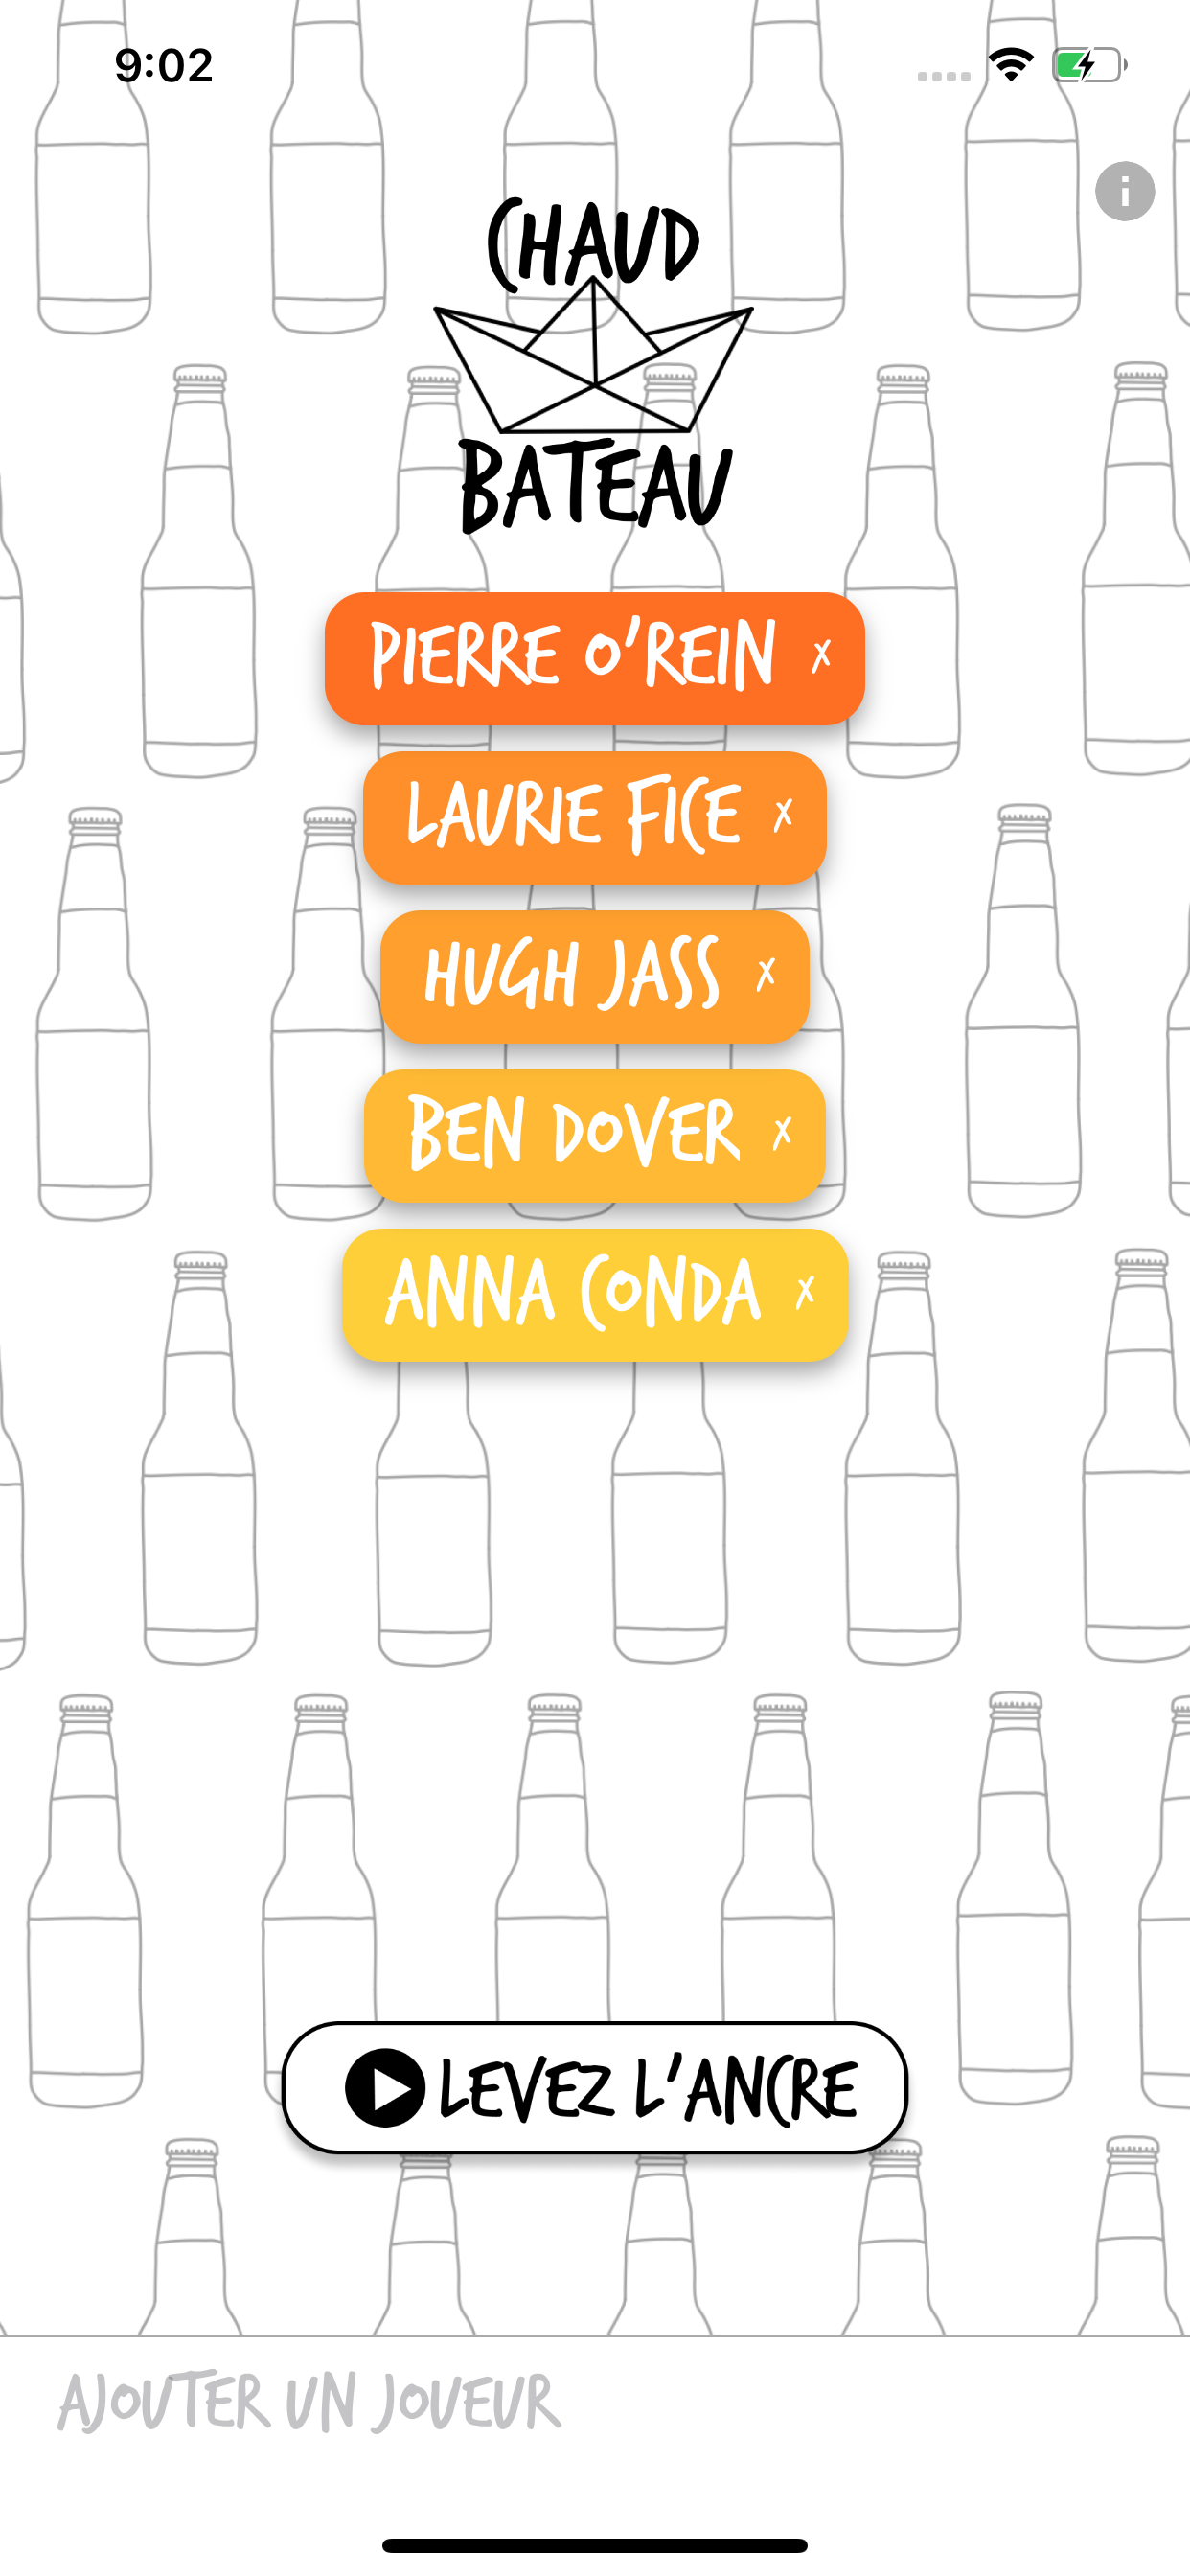 9:02
CHAUD
BATEAU
PIERRE O'REIN x
LAURIE FICE x
HUGH JASS x
BEN DOVER x
ANNA CONDA x
LEVEZ L'ANCRE
AJOUTER UN JOUEUR